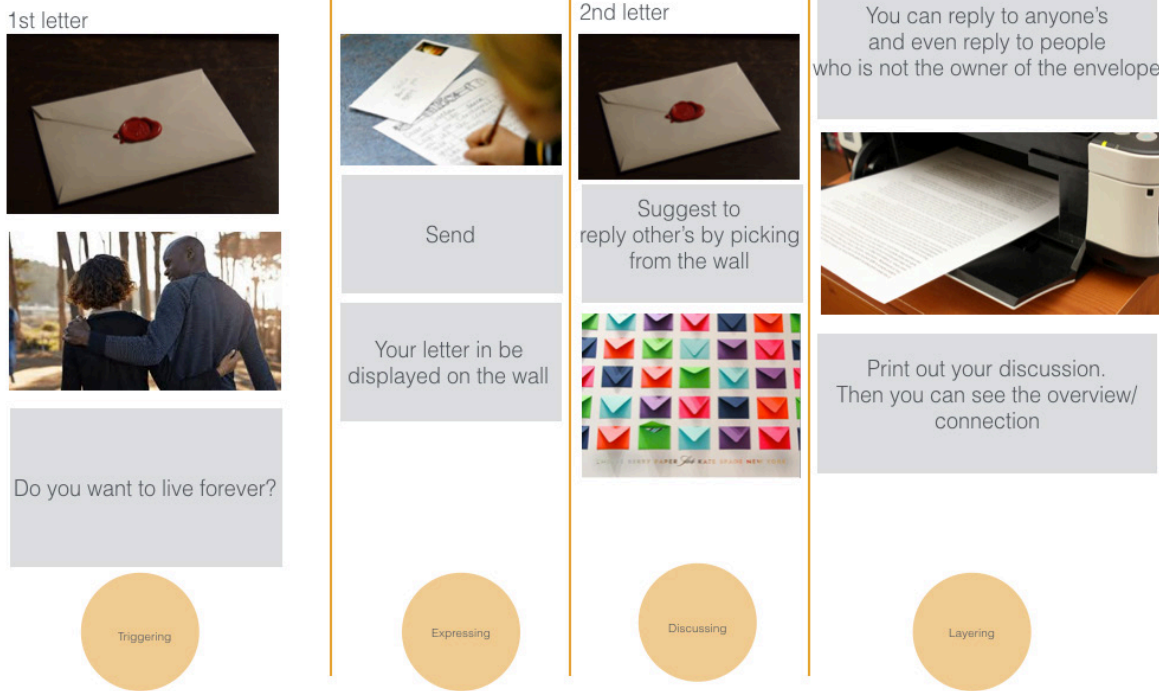 1st letter
Do you want to live forever?
Triggering
Send
Your letter in be
displayed on the wall
Expressing
2nd letter
Suggest to
reply other's by picking
from the wall
Discussing
You can reply to anyone's
and even reply to people
who is not the owner of the envelope
Print out your discussion.
Then you can see the overview/
connection
Layering